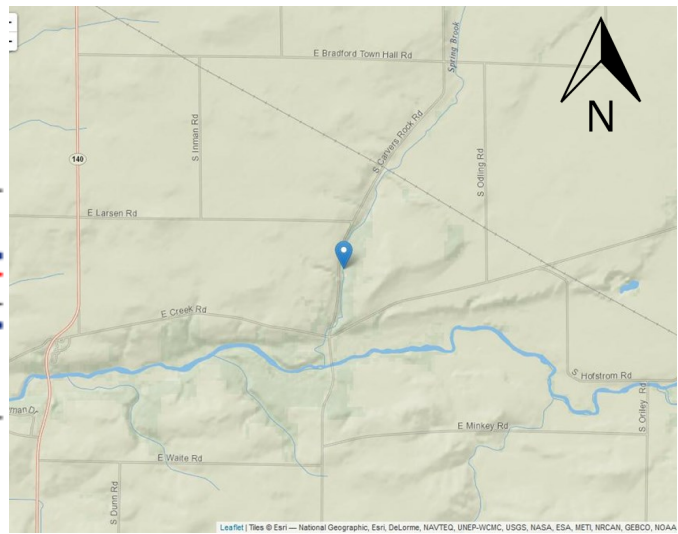 Spring Brook
E Bradford Town Hall Rd
S Carvers Rock Rd
S Inman Rd
N
140
S Odling Rd
E Larsen Rd
E Creek Rd
S Hofstrom Rd
S Oriley Rd
rman D
E Minkey Rd
E Waite Rd
S Dunn Rd
Leaflet | Tiles © Esri — National Geographic, Esri, DeLorme, NAVTEQ, UNEP-WCMC, USGS, NASA, ESA, METI, NRCAN, GEBCO, NOAA